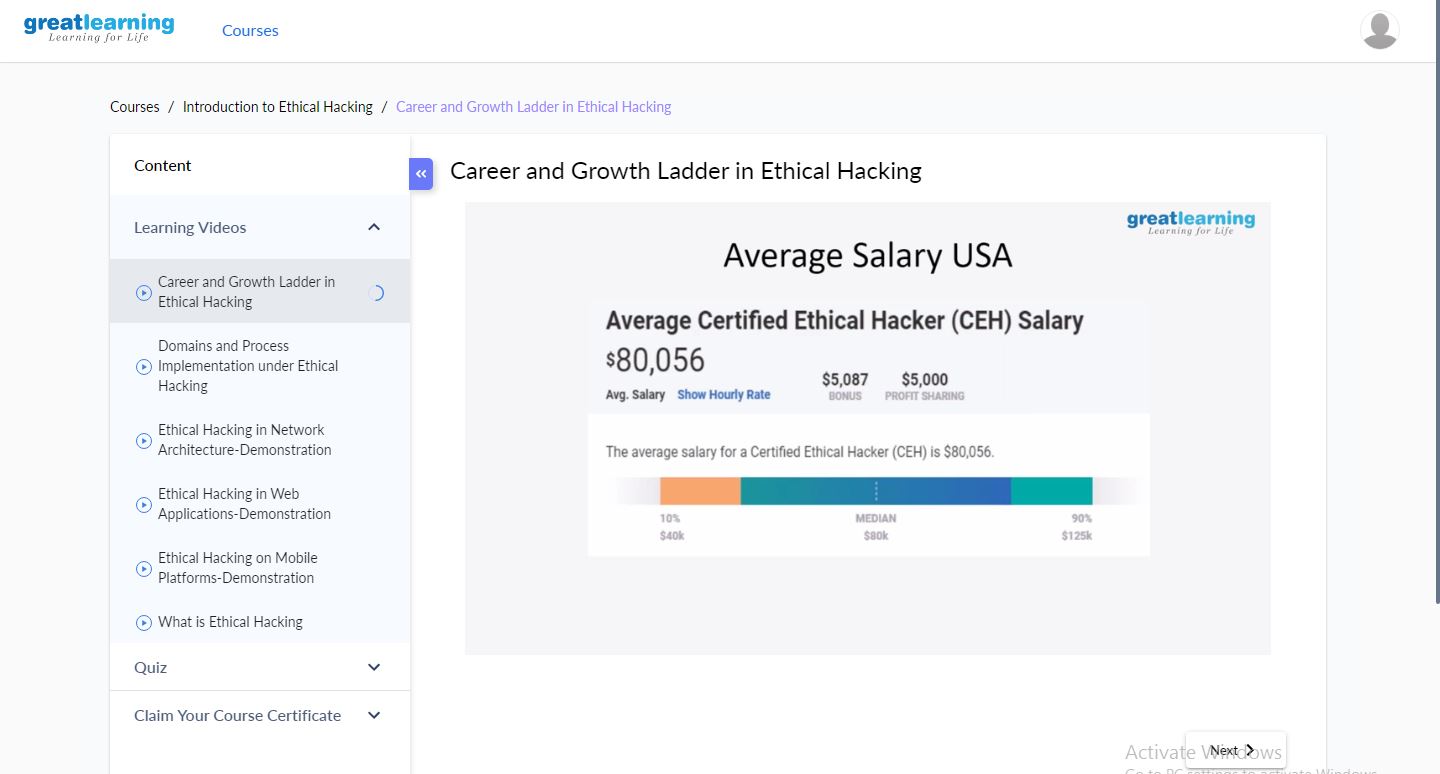 greatlearning
Learning for Life
Courses
Courses / Introduction to Ethical Hacking / Career and Growth Ladder in Ethical Hacking
Content
Learning Videos
Career and Growth Ladder in
Ethical Hacking
Domains and Process
Implementation under Ethical
Hacking
Ethical Hacking in Network
Architecture-Demonstration
Ethical Hacking in Web
Applications-Demonstration
Ethical Hacking on Mobile
Platforms-Demonstration
What is Ethical Hacking
Quiz
Claim Your Course Certificate
«
Career and Growth Ladder in Ethical Hacking
greatlearning
Learning for Life
Average Salary USA
Average Certified Ethical Hacker (CEH) Salary
$80,056
Avg. Salary Show Hourly Rate
$5,087
BONUS
$5,000
PROFIT SHARING
The average salary for a Certified Ethical Hacker (CEH) is $80,056.
10%
$40k
MEDIAN
$80k
90%
$125k
Next
Activate Windows
Go to PC settings to activate Windows.